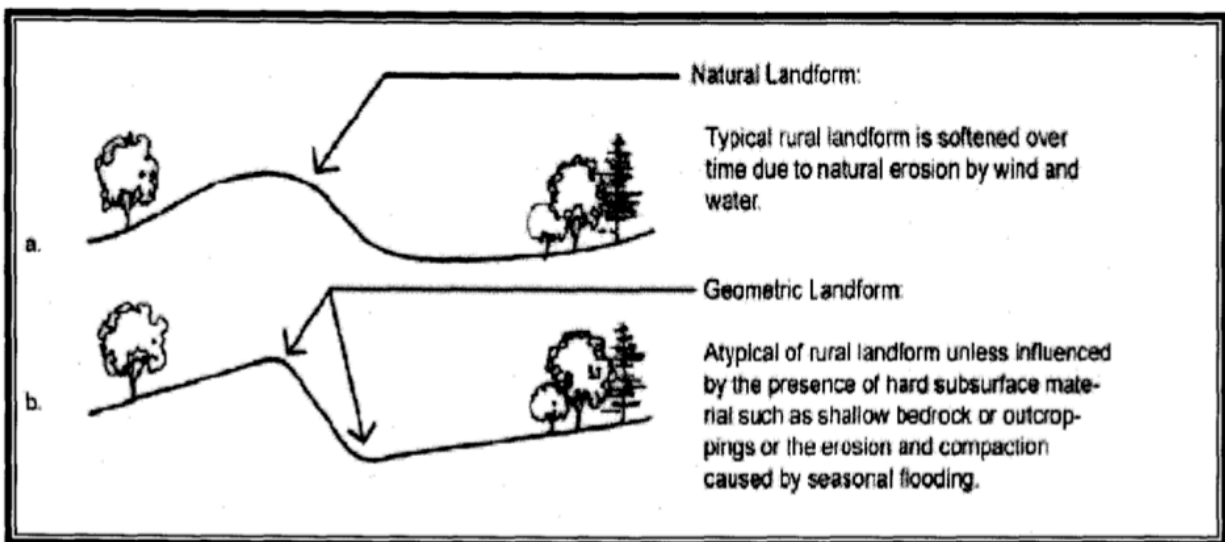 Natural Landform:
Typical rural landform is softened over
time due to natural erosion by wind and
water.
a.
Geometric Landform:
Atypical of rural landform unless influenced
by the presence of hard subsurface mate-
rial such as shallow bedrock or outcrop-
pings or the erosion and compaction
caused by seasonal flooding.
b.